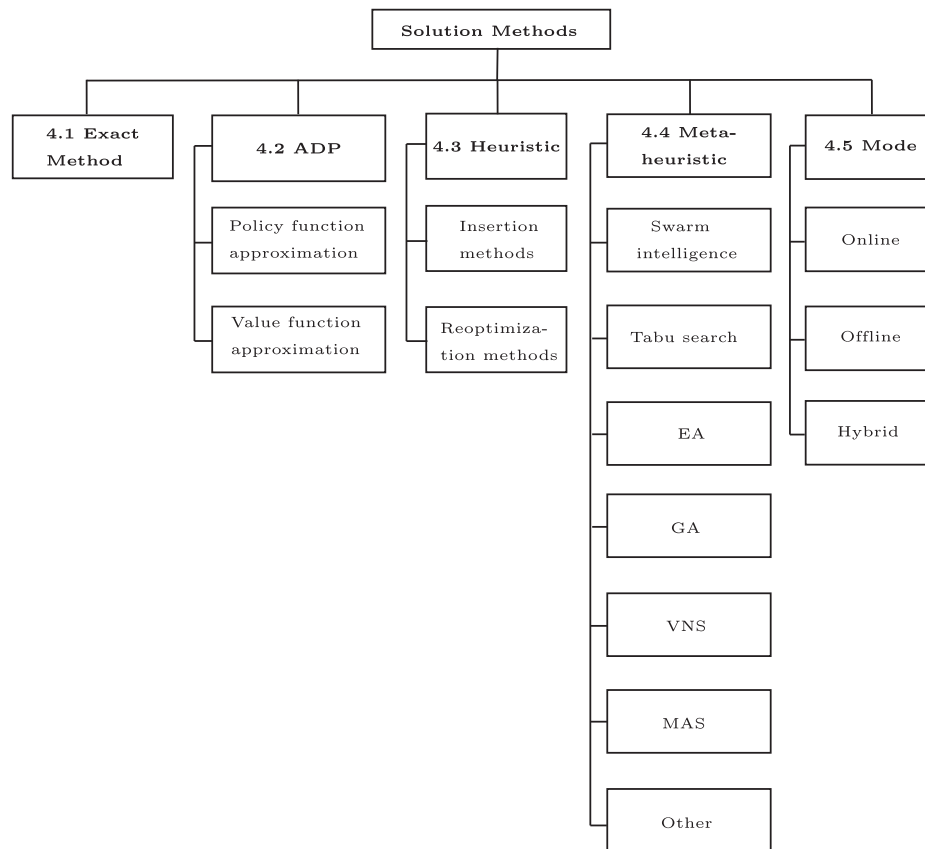 Solution Methods
4.1 Exact
Method
4.2 ADP
Policy function
approximation
Value function
approximation
4.3 Heuristic
Insertion
methods
Reoptimiza-
tion methods
4.4 Meta-
heuristic
Swarm
intelligence
Tabu search
EA
GA
VNS
MAS
Other
4.5 Mode
Online
Offline
Hybrid